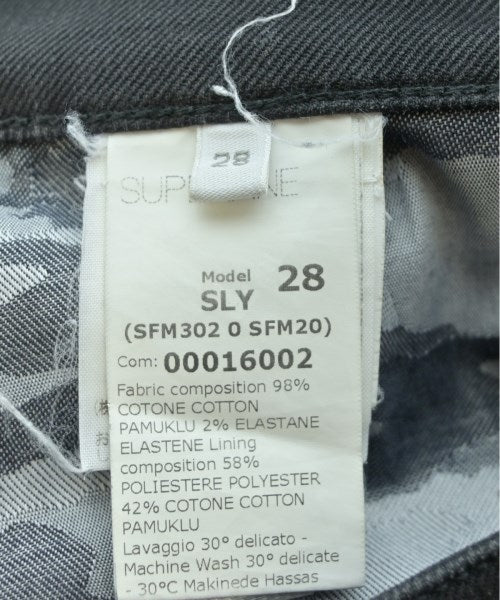 28
Model 28
SLY
(SFM302 0 SFM20)
Com: 00016002
Fabric composition 98%
COTONE COTTON
PAMUKLU 2% ELASTANE
ELASTENE Lining
composition 58%
POLIESTERE POLYESTER
42% COTONE COTTON
PAMUKLU
Lavaggio 30° delicato -
Machine Wash 30° delicate
- 30°C Makinede Hassas